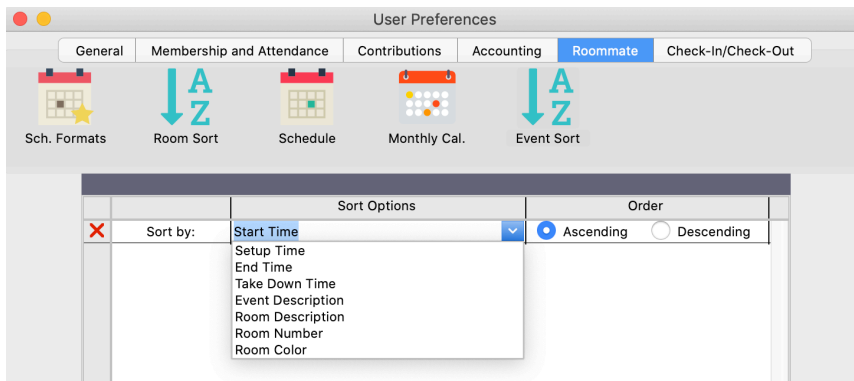 User Preferences
General Membership and Attendance Contributions Accounting Roommate Check-In/Check-Out
A Z A Z
Sch. Formats Room Sort Schedule Monthly Cal. Event Sort
Sort Options Order
Sort by: Start Time Ascending Descending
Setup Time
End Time
Take Down Time
Event Description
Room Description
Room Number
Room Color